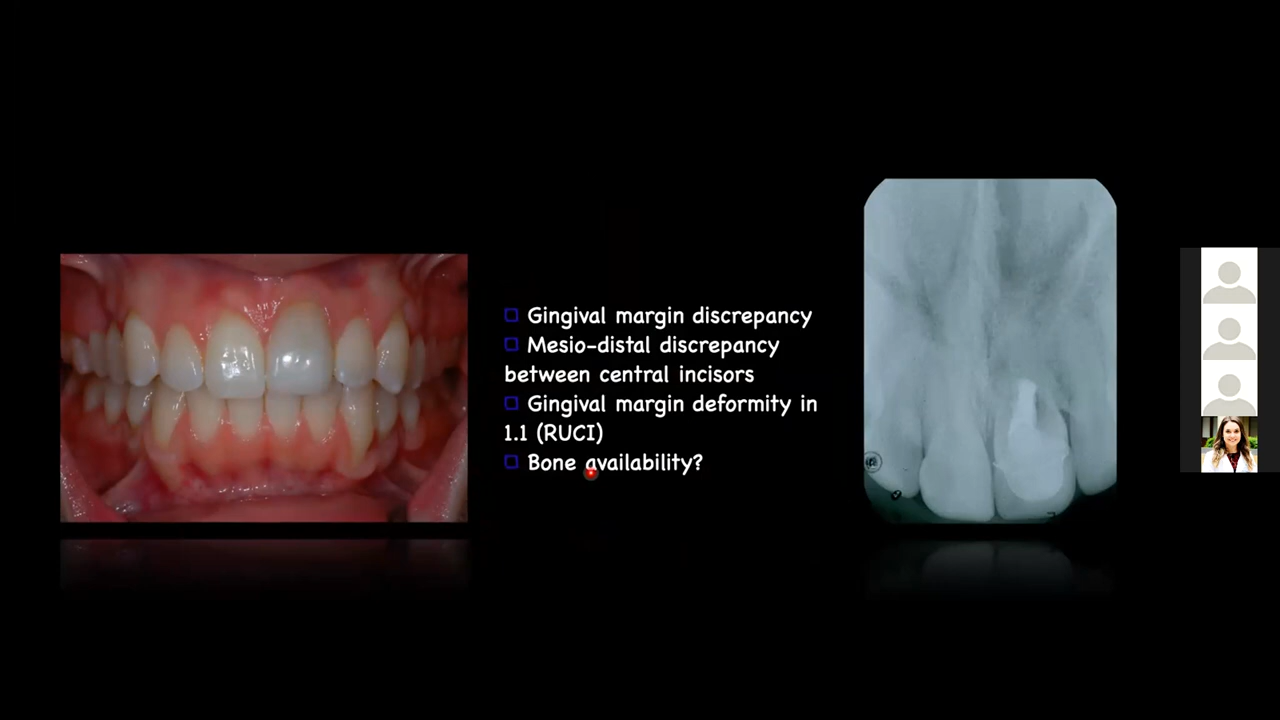 Gingival margin discrepancy
Mesio-distal discrepancy
between central incisors
Gingival margin deformity in
1.1 (RUCI)
Bone availability?